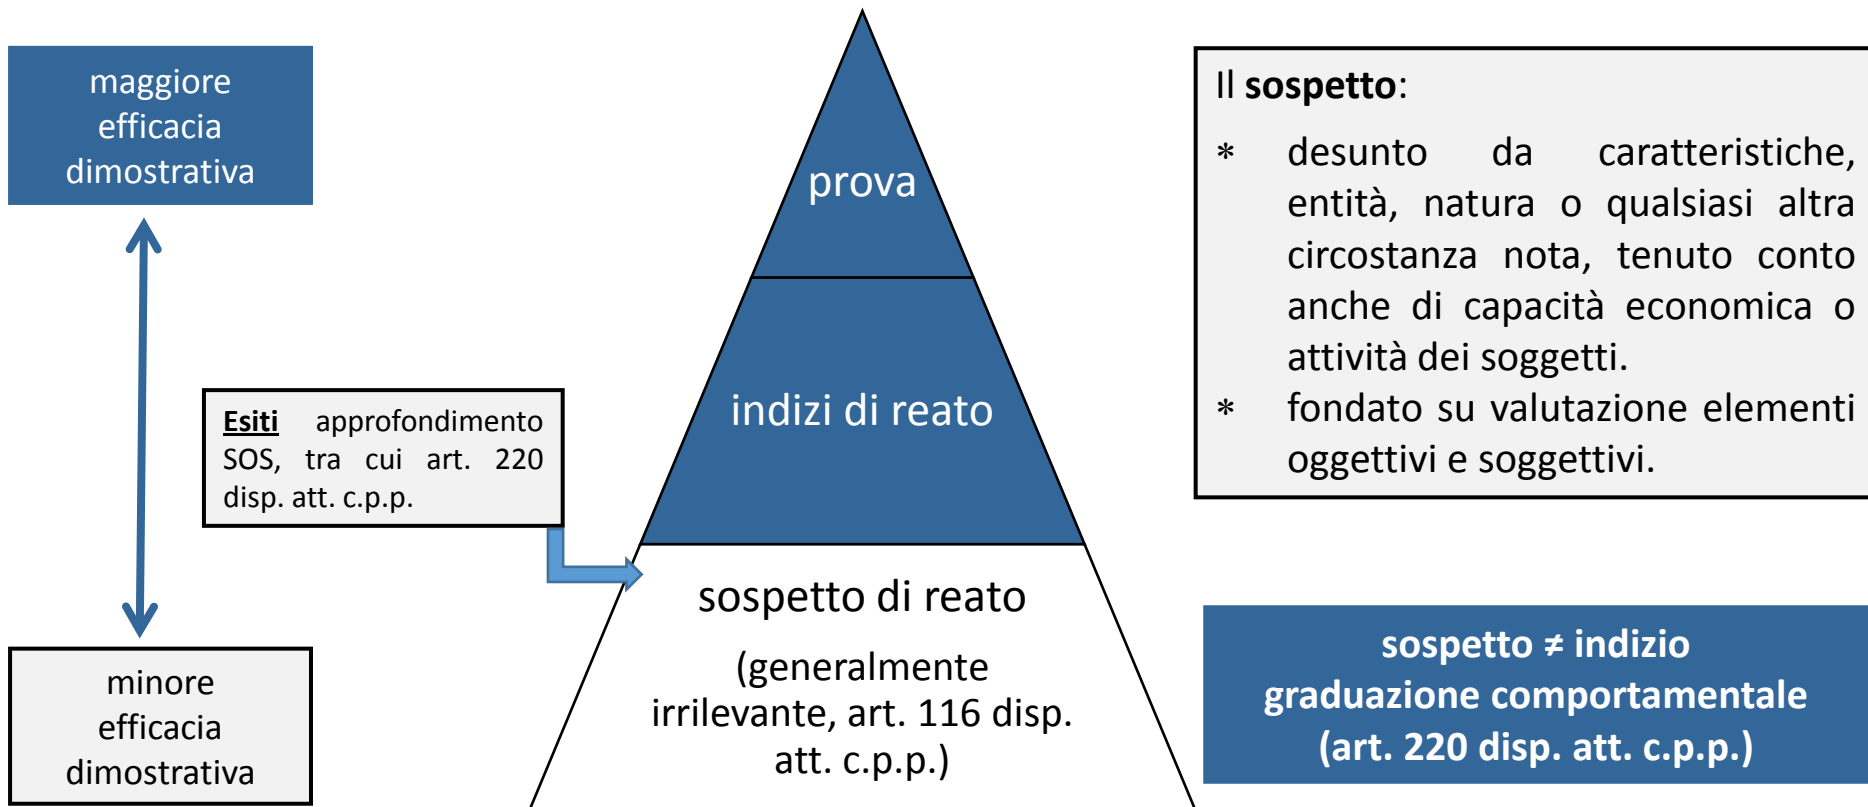 maggiore
efficacia
dimostrativa
minore
efficacia
dimostrativa
Esiti approfondimento
SOS, tra cui art. 220
disp. att. c.p.p.
prova
indizi di reato
sospetto di reato
(generalmente
irrilevante, art. 116 disp.
att. c.p.p.)
Il sospetto:
* desunto da caratteristiche,
entità, natura o qualsiasi altra
circostanza nota, tenuto conto
anche di capacità economica o
attività dei soggetti.
* fondato su valutazione elementi
oggettivi e soggettivi.
sospetto ≠ indizio
graduazione comportamentale
(art. 220 disp. att. c.p.p.)